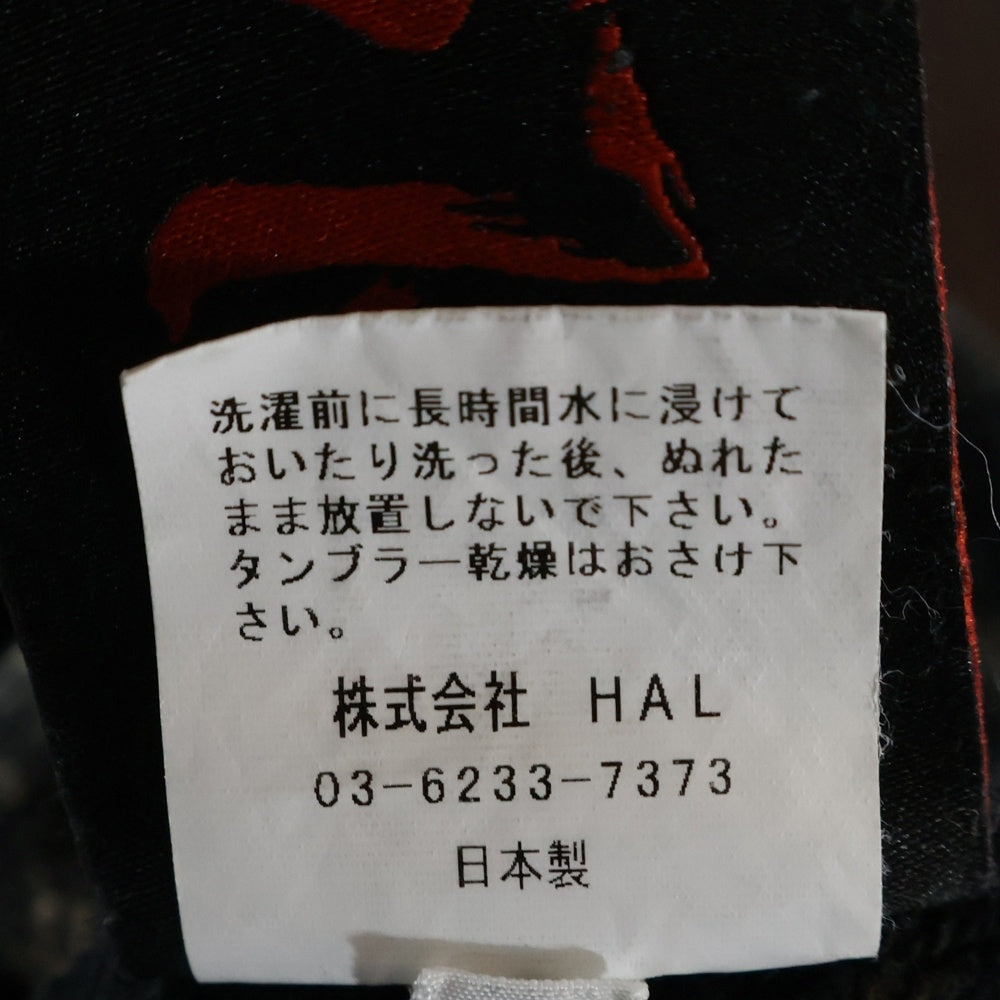 洗濯前に長時間水に浸けて
おいたり洗った後、ぬれた
まま放置しないで下さい。
タンブラー乾燥はおさけ下
さい。
株式会社 HAL
03-6233-7373
日本製